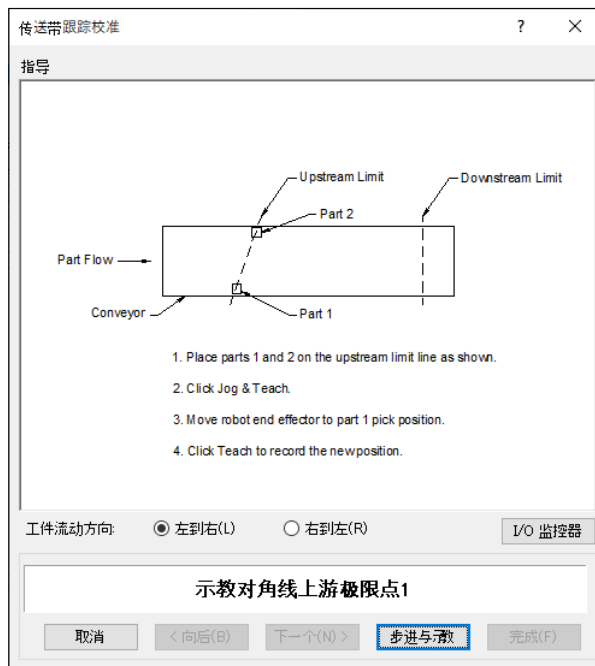 传送带跟踪校准
?
×
指导
Upstream Limit
Downstream Limit
Part 2
Part Flow
Conveyor
Part 1
1. Place parts 1 and 2 on the upstream limit line as shown.
2. Click Jog & Teach.
3. Move robot end effector to part 1 pick position.
4. Click Teach to record the newposition.
工件流动方向: 左到右(L) 右到左(R) I/O 监控器
示教对角线上游极限点1
取消 < 向后(B) 下一个(N) > 步进与示教 完成(F)